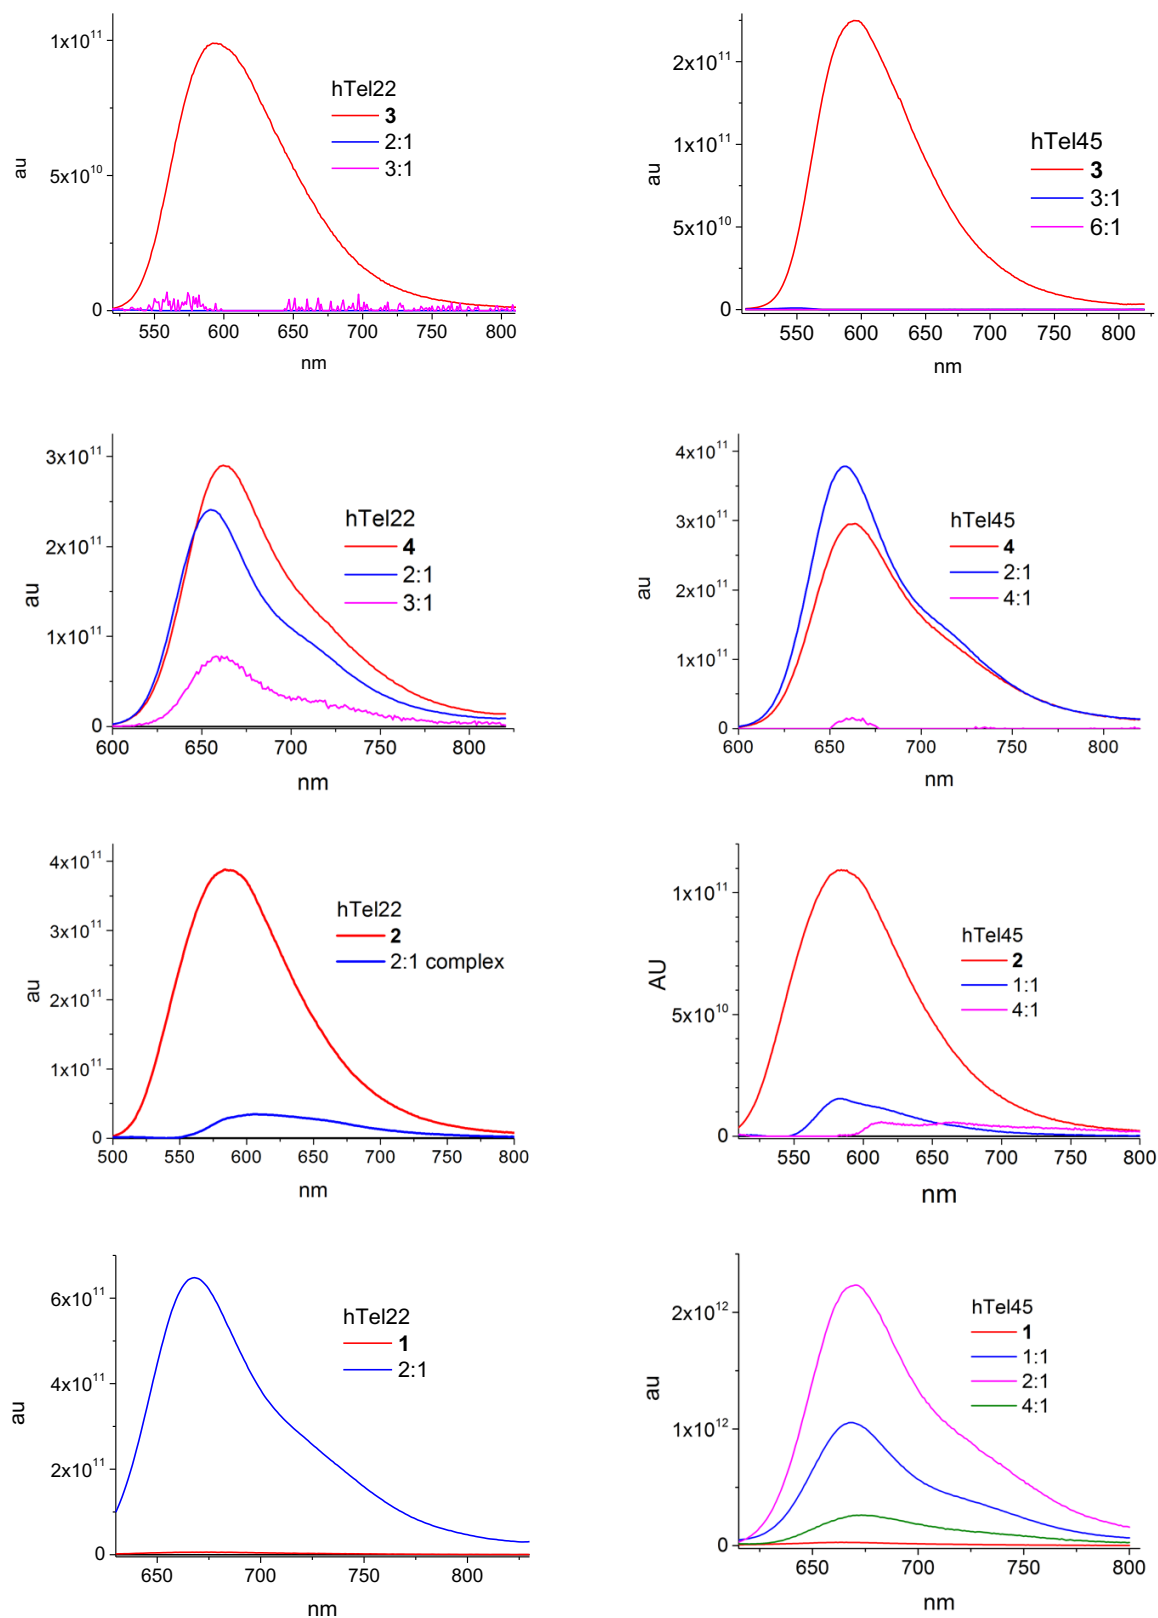 1x10¹¹
5x10¹⁰
0
au
hTel22
3
2:1
3:1
550 600 650 700 750 800
nm
2x10¹¹
1x10¹¹
5x10¹⁰
0
au
hTel45
3
3:1
6:1
550 600 650 700 750 800
nm
3x10¹¹
2x10¹¹
1x10¹¹
0
au
hTel22
4
2:1
3:1
600 650 700 750 800
nm
4x10¹¹
3x10¹¹
2x10¹¹
1x10¹¹
0
au
hTel45
4
2:1
4:1
600 650 700 750 800
nm
4x10¹¹
3x10¹¹
2x10¹¹
1x10¹¹
0
au
hTel22
2
2:1 complex
500 550 600 650 700 750 800
nm
1x10¹¹
5x10¹⁰
0
AU
hTel45
2
1:1
4:1
550 600 650 700 750 800
nm
6x10¹¹
4x10¹¹
2x10¹¹
0
au
hTel22
1
2:1
650 700 750 800
nm
2x10¹²
1x10¹²
0
au
hTel45
1
1:1
2:1
4:1
650 700 750 800
nm